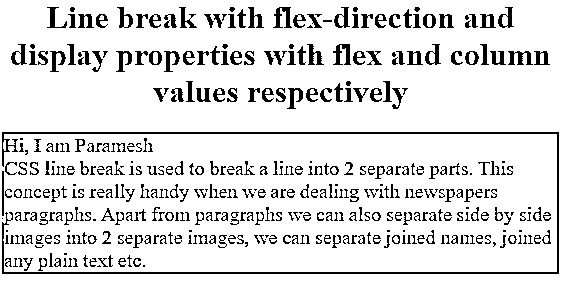 Line break with flex-direction and
display properties with flex and column
values respectively
Hi, I am Paramesh
CSS line break is used to break a line into 2 separate parts. This
concept is really handy when we are dealing with newspapers
paragraphs. Apart from paragraphs we can also separate side by side
images into 2 separate images, we can separate joined names, joined
any plain text etc.